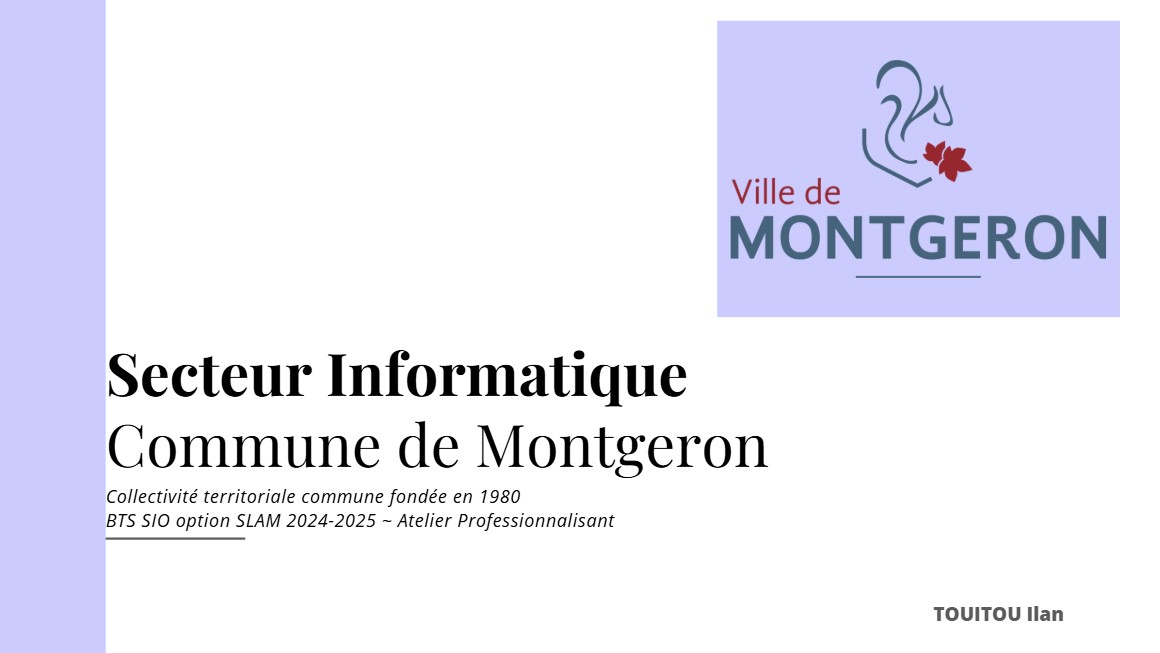 Ville de
MONTGERON
Secteur Informatique
Commune de Montgeron
Collectivité territoriale commune fondée en 1980
BTS SIO option SLAM 2024-2025 ~ Atelier Professionnalisant
TOUITOU Ilan